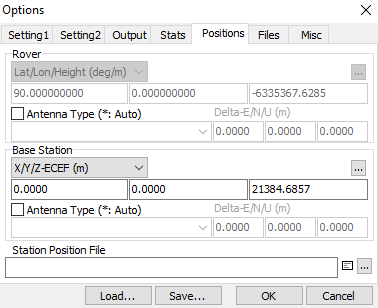 Options
Setting1 Setting2 Output Stats Positions Files Misc
Rover
Lat/Lon/Height (deg/m) ...
90.000000000 0.000000000 -6335367.6285
Antenna Type (*: Auto) Delta-E/N/U (m)
0.0000 0.0000 0.0000
Base Station
X/Y/Z-ECEF (m) ...
0.0000 0.0000 21384.6857
Antenna Type (*: Auto) Delta-E/N/U (m)
0.0000 0.0000 0.0000
Station Position File
...
Load... Save... OK Cancel